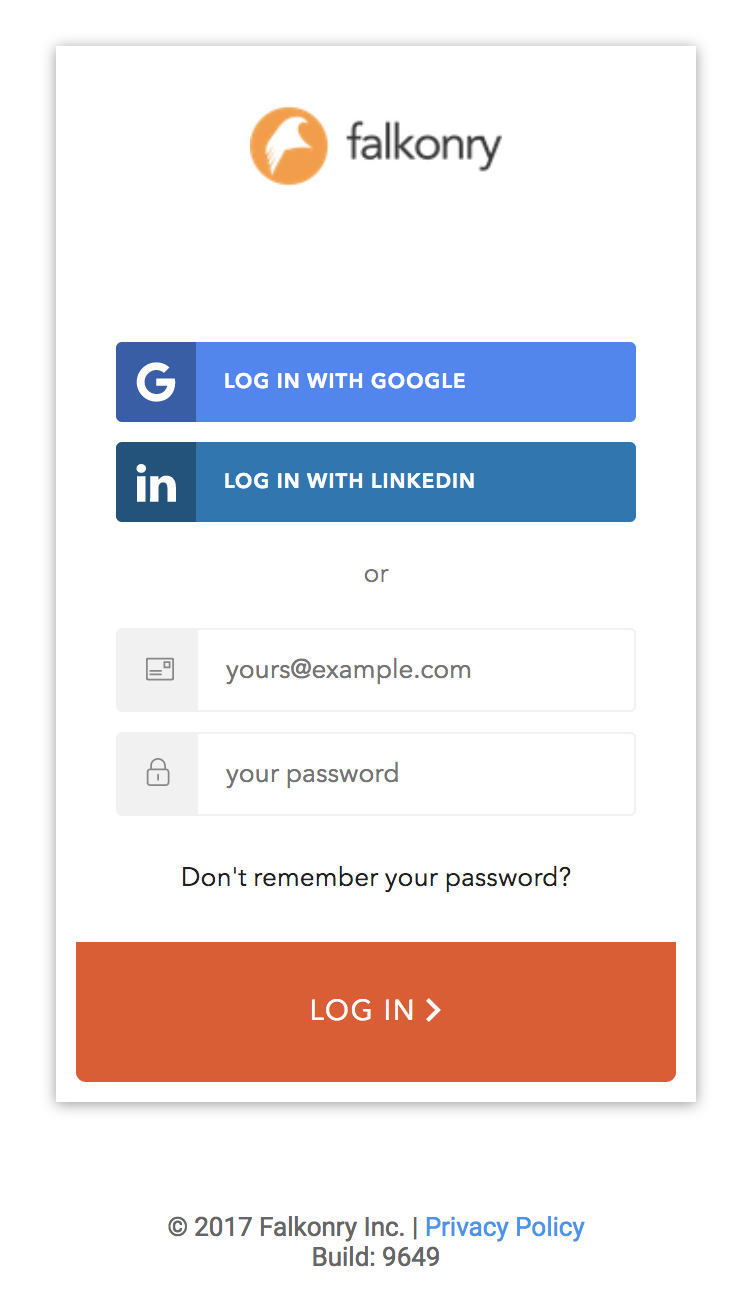 falkonry
LOG IN WITH GOOGLE
LOG IN WITH LINKEDIN
or
yours@example.com
your password
Don't remember your password?
LOG IN
© 2017 Falkonry Inc. | Privacy Policy
Build: 9649